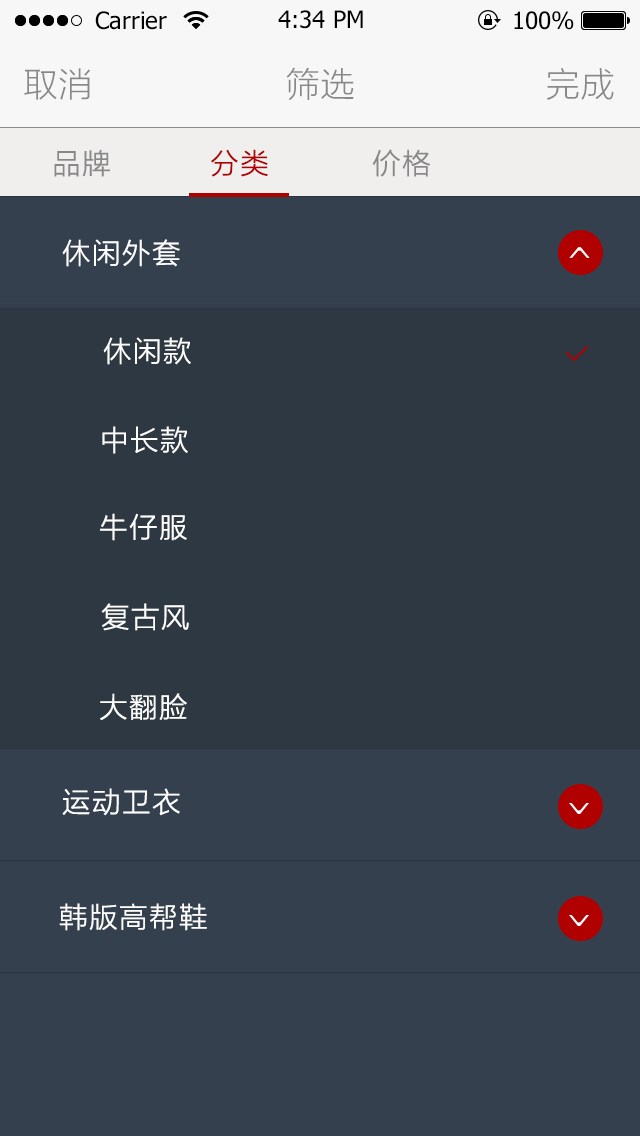 Carrier 4:34 PM 100%
取消 筛选 完成
品牌 分类 价格
休闲外套
休闲款
中长款
牛仔服
复古风
大翻脸
运动卫衣
韩版高帮鞋